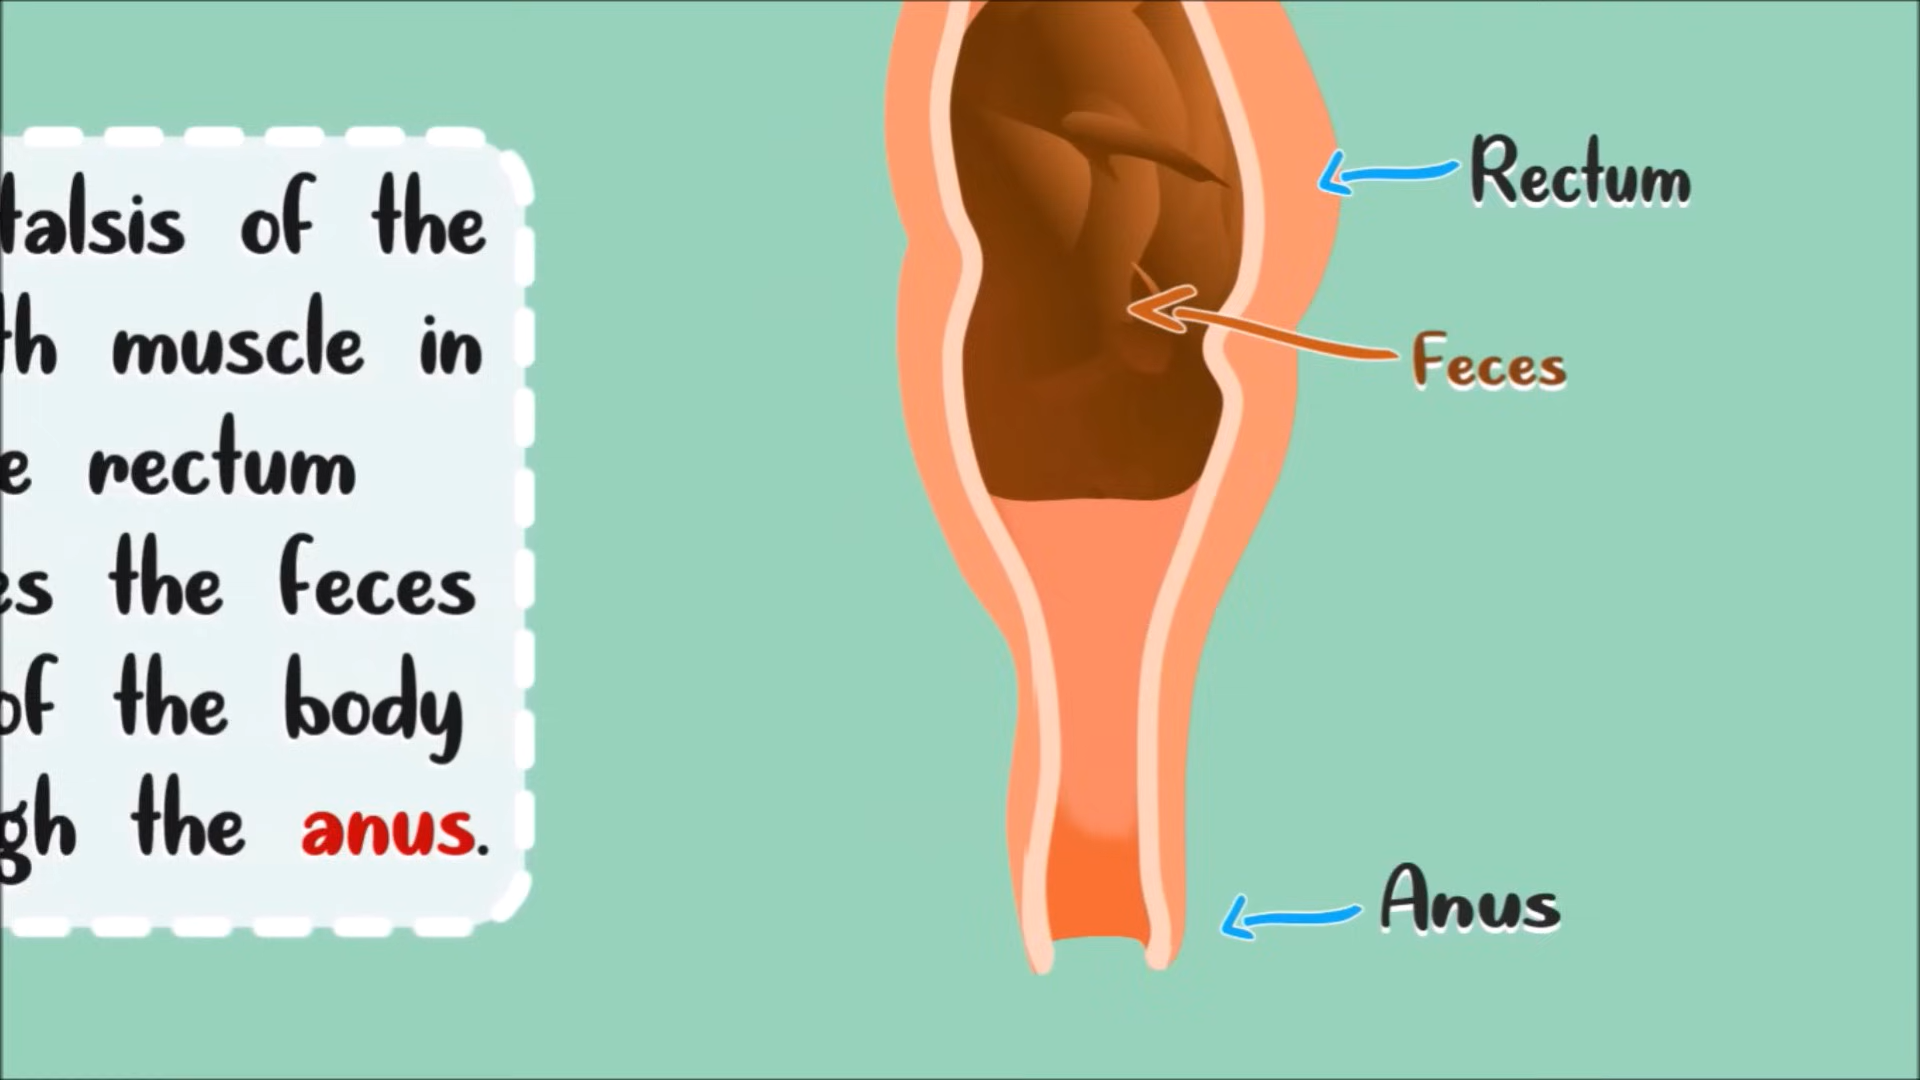 talsis of the
th muscle in
e rectum
es the feces
of the body
gh the anus.
Rectum
Feces
Anus